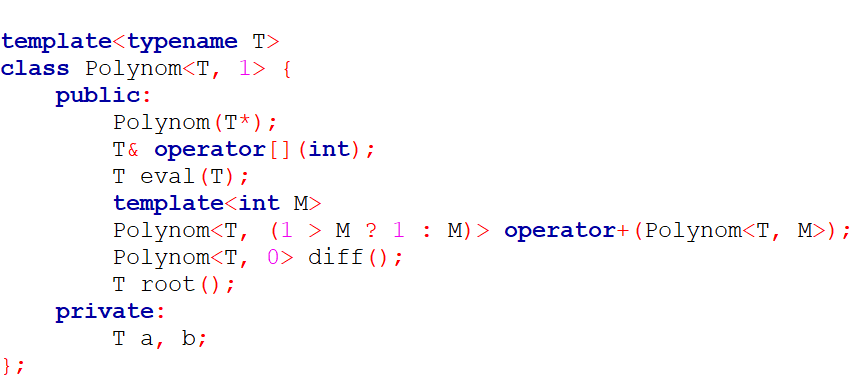 template<typename T>
class Polynom<T, 1> {
    public:
        Polynom(T*);
        T& operator[](int);
        T eval(T);
        template<int M>
        Polynom<T, (1 > M ? 1 : M)> operator+(Polynom<T, M>);
        Polynom<T, 0> diff();
        T root();
    private:
        T a, b;
};